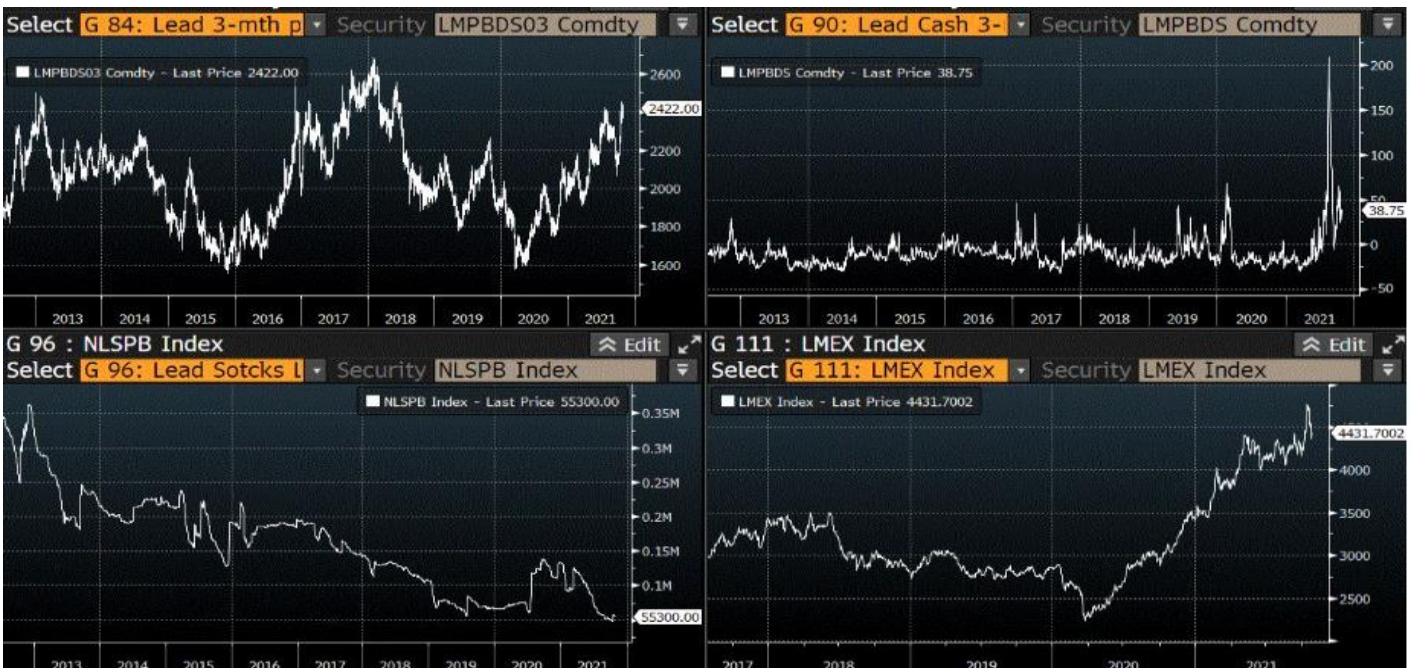 Select G 84: Lead 3-mth p Security LMPBDS03 Comdty
LMPBDS03 Comdty - Last Price 2422.00
2600
2422.00
2200
2000
1800
1600
2013 2014 2015 2016 2017 2018 2019 2020 2021
Select G 90: Lead Cash 3- Security LMPBDS Comdty
LMPBDS Comdty - Last Price 38.75
200
150
100
50
38.75
0
-50
2013 2014 2015 2016 2017 2018 2019 2020 2021
G 96 : NLSPB Index Edit
Select G 96: Lead Sotcks L Security NLSPB Index
NLSPB Index - Last Price 55300.00
0.35M
0.3M
0.25M
0.2M
0.15M
0.1M
55300.00
2013 2014 2015 2016 2017 2018 2019 2020 2021
G 111 : LMEX Index Edit
Select G 111: LMEX Index Security LMEX Index
LMEX Index - Last Price 4431.7002
4431.7002
4000
3500
3000
2500
2017 2018 2019 2020 2021